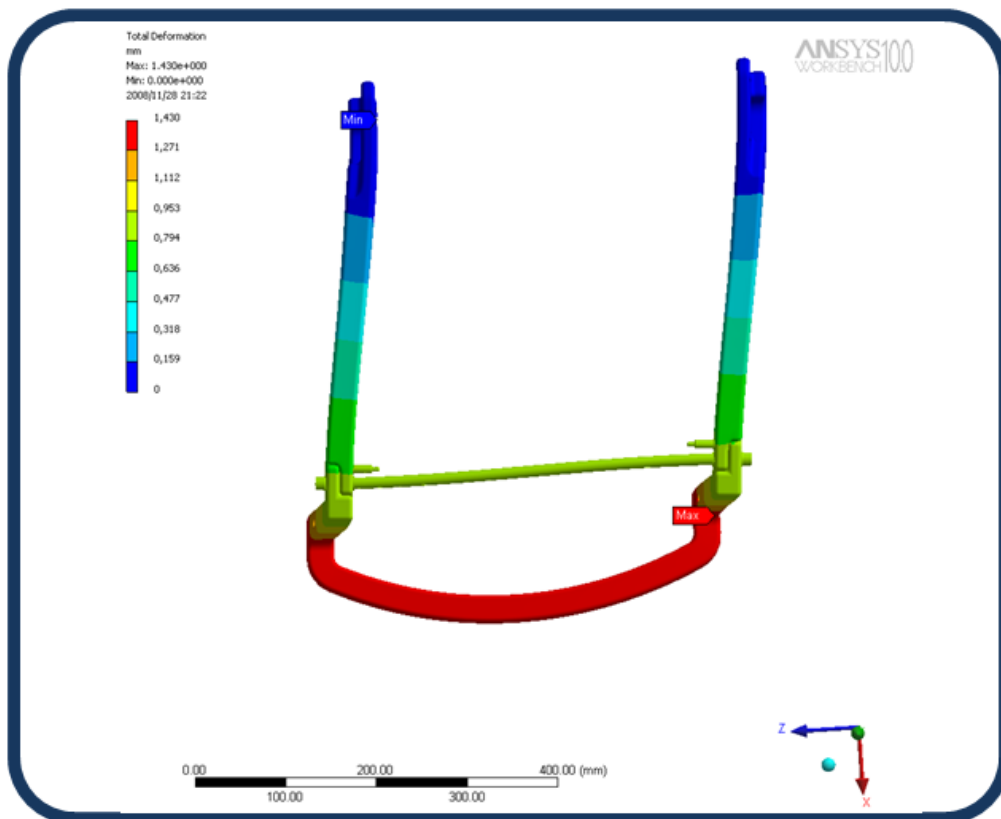 Total Deformation
mm
Max: 1.430e+000
Min: 0.000e+000
2008/11/28 21:22
1,430
1,271
1,112
0,953
0,794
0,636
0,477
0,318
0,159
0
ANSYS 10.0
WORKBENCH
Min
Max
Z
X
0.00 200.00 400.00 (mm)
100.00 300.00